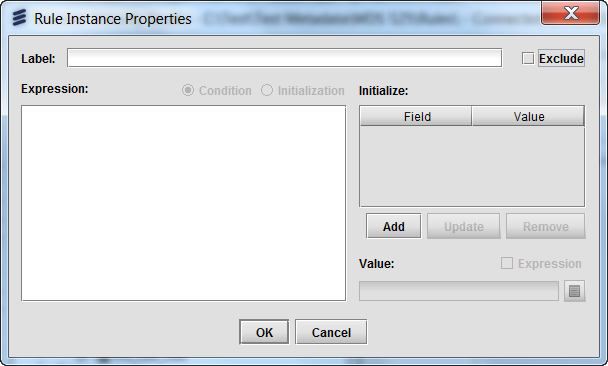 Rule Instance Properties
Label:
Exclude
Expression:
Condition
Initialization
Initialize:
Field
Value
Add
Update
Remove
Value:
Expression
OK
Cancel